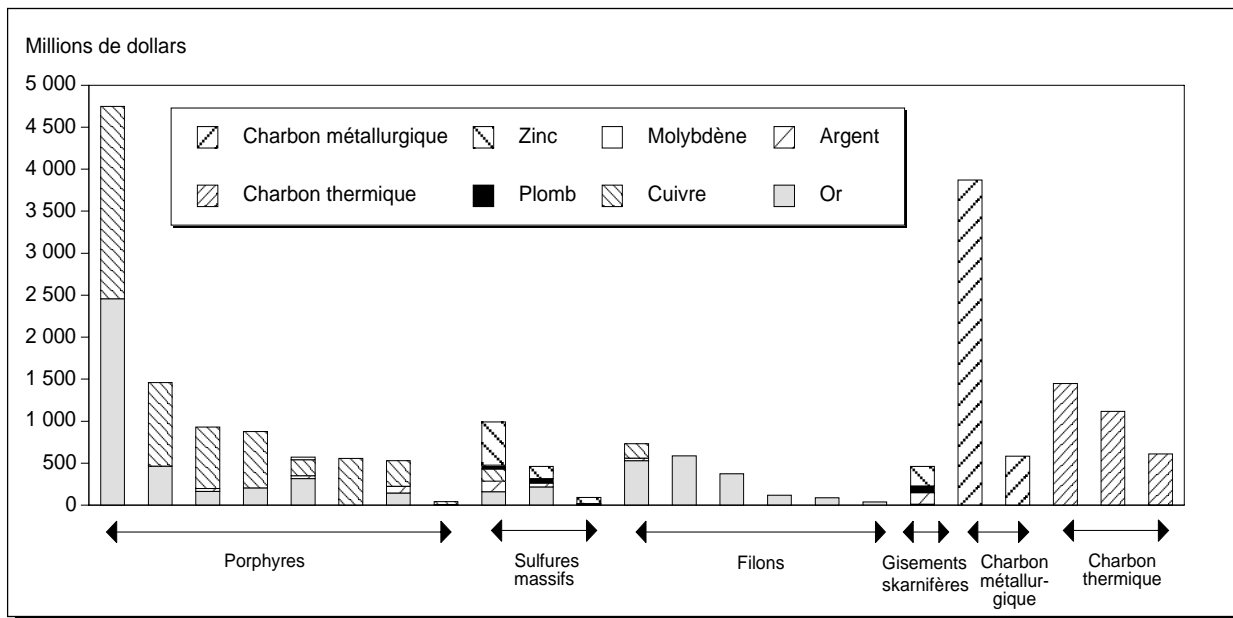 Millions de dollars
5 000
4 500
4 000
3 500
3 000
2 500
2 000
1 500
1 000
500
0
Charbon métallurgique
Zinc
Molybdène
Argent
Charbon thermique
Plomb
Cuivre
Or
Porphyres
Sulfures
massifs
Filons
Gisements
skarnifères
Charbon
métallur-
gique
Charbon
thermique